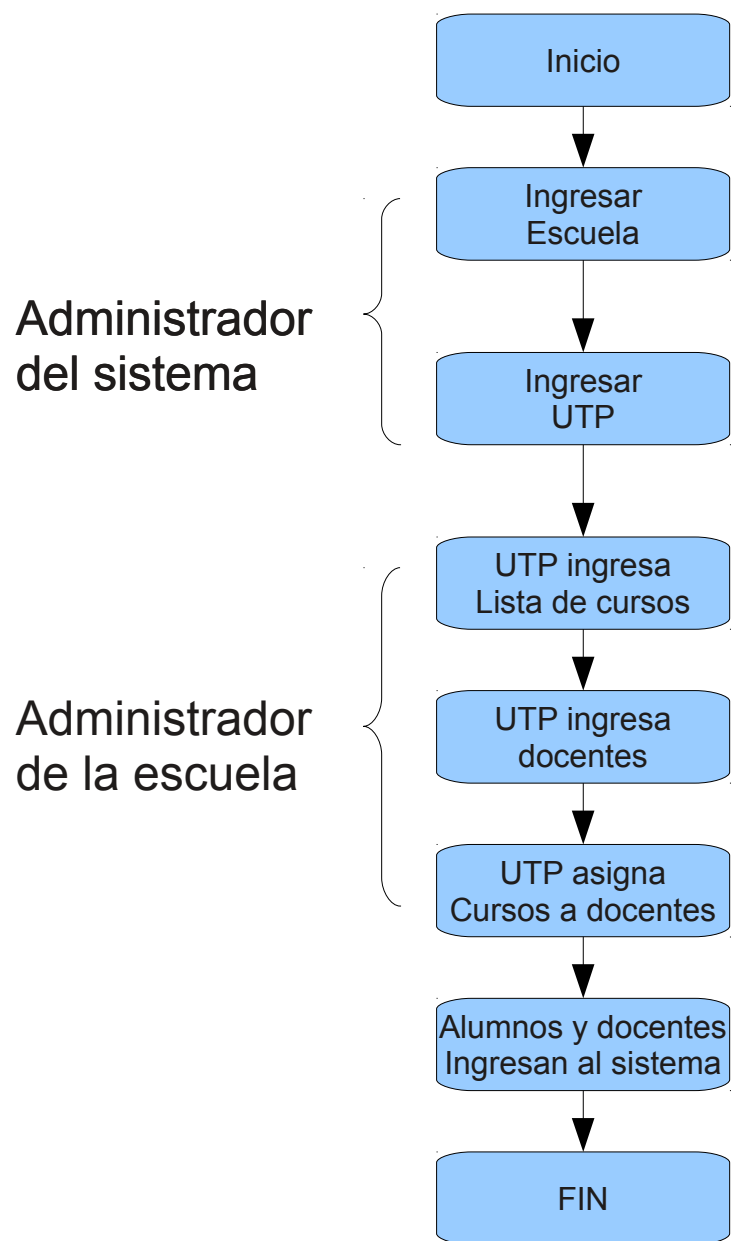 Inicio
Ingresar
Escuela
Administrador
del sistema
Ingresar
UTP
UTP ingresa
Lista de cursos
Administrador
de la escuela
UTP ingresa
docentes
UTP asigna
Cursos a docentes
Alumnos y docentes
Ingresan al sistema
FIN